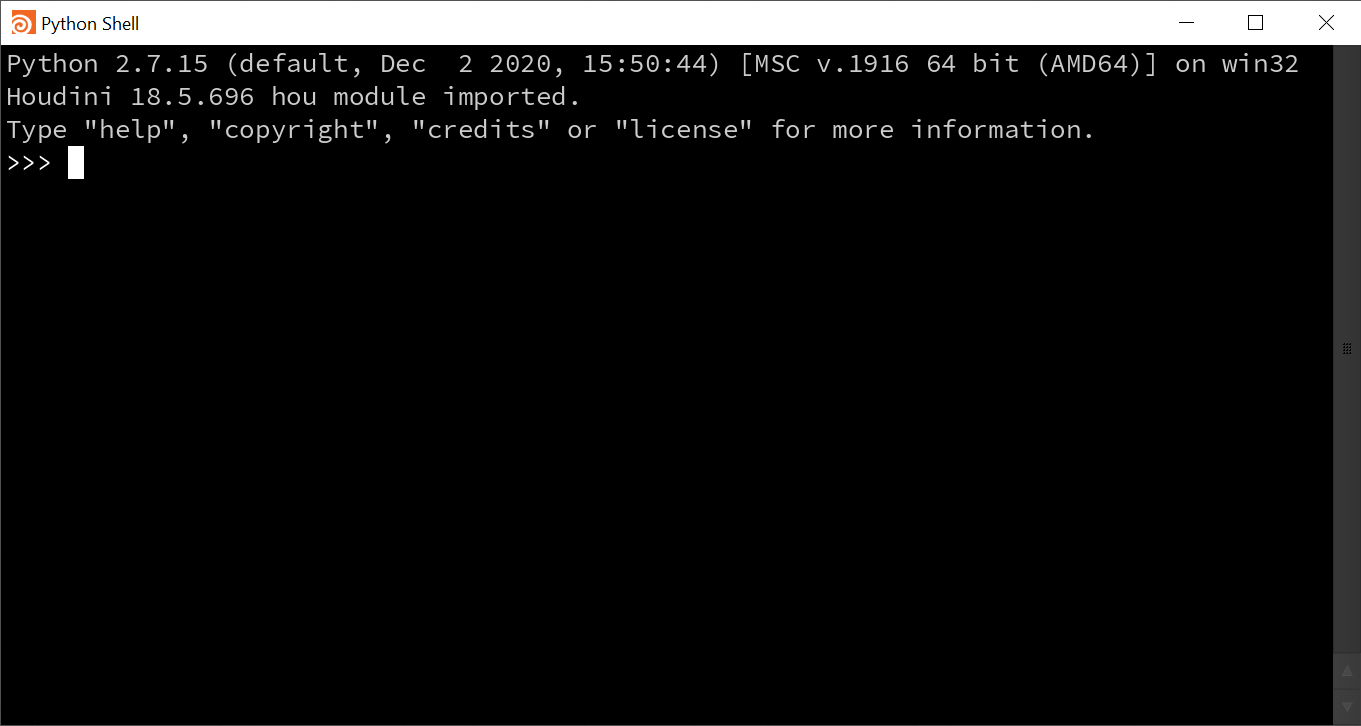 Python Shell
Python 2.7.15 (default, Dec  2 2020, 15:50:44) [MSC v.1916 64 bit (AMD64)] on win32
Houdini 18.5.696 hou module imported.
Type "help", "copyright", "credits" or "license" for more information.
>>>